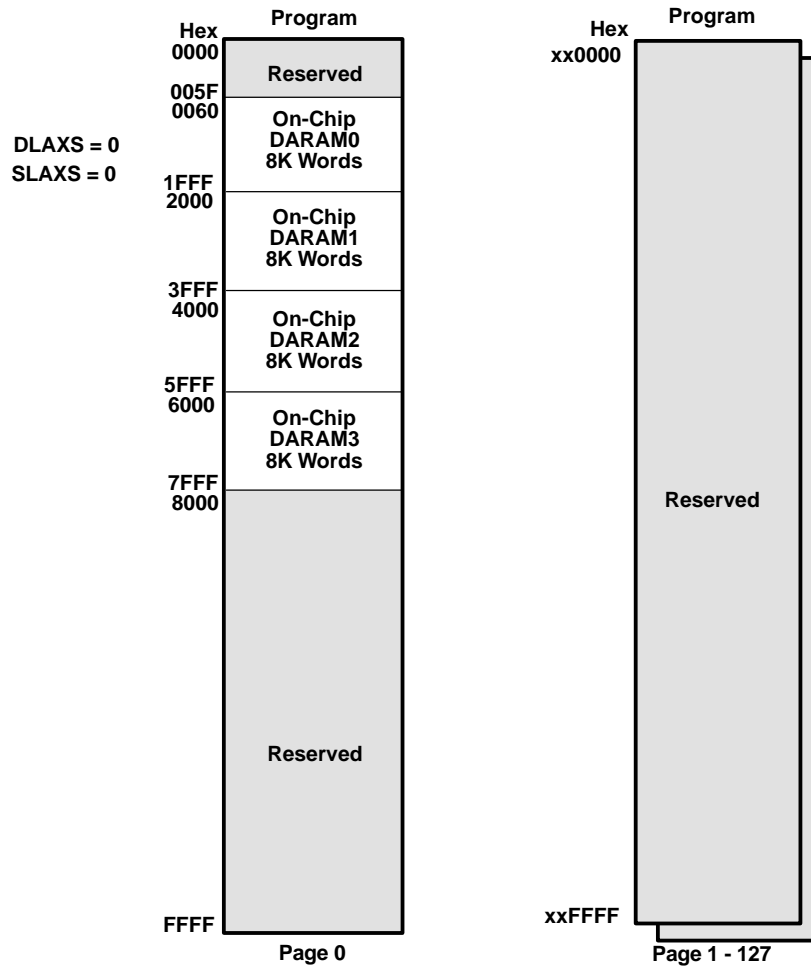 Program
Hex
0000
Reserved
005F
0060
On-Chip
DARAM0
8K Words
DLAXS = 0
SLAXS = 0
1FFF
2000
On-Chip
DARAM1
8K Words
3FFF
4000
On-Chip
DARAM2
8K Words
5FFF
6000
On-Chip
DARAM3
8K Words
7FFF
8000
Reserved
FFFF
Page 0
Program
Hex
xx0000
Reserved
xxFFFF
Page 1 - 127